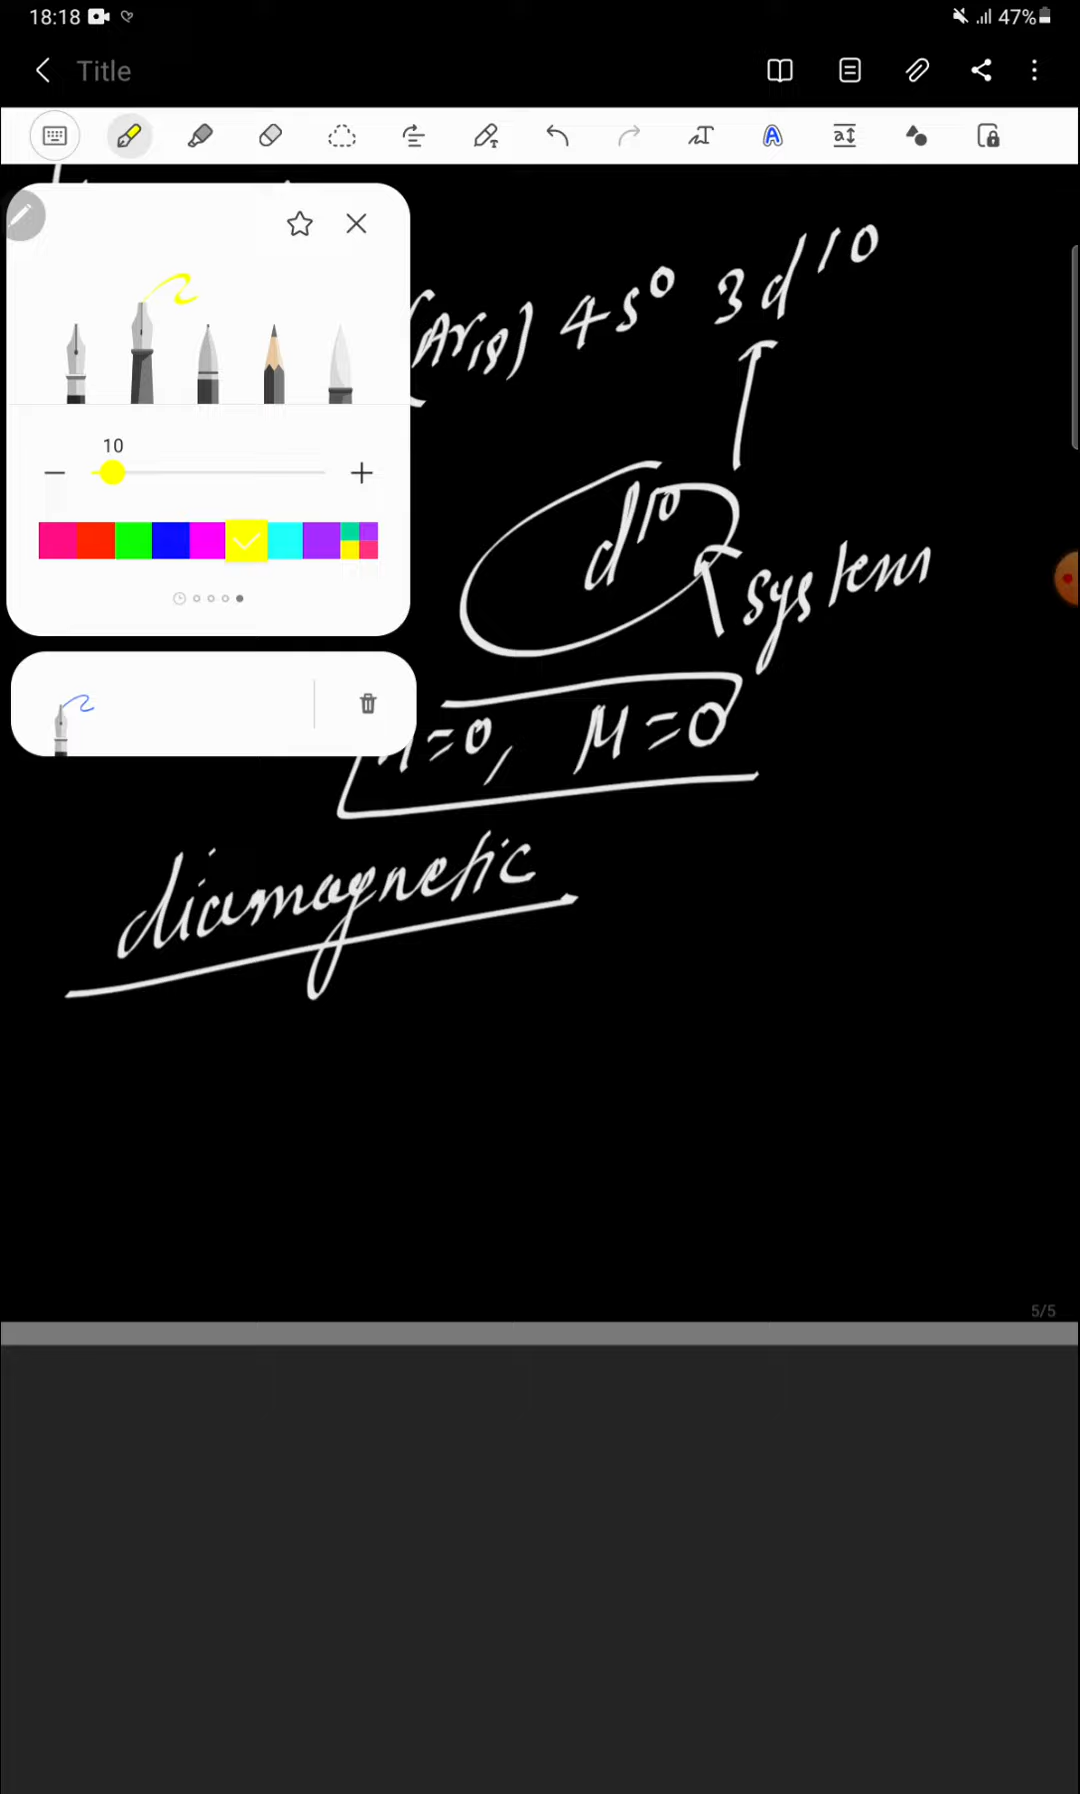 18:18 47%
Title
[Ar18] 4s⁰ 3d¹⁰
10
d¹⁰
system
=0, M=0
diamagnetic
5/5